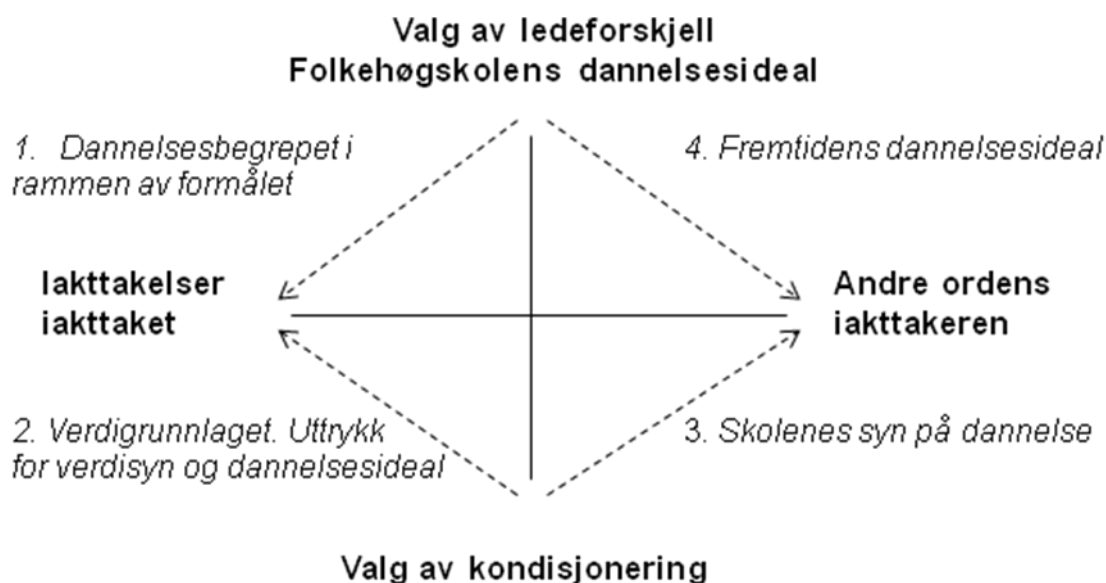 Valg av ledeforskjell
Folkehøgskolens dannelsesideal
1. Dannelsesbegrepet i
rammen av formålet
4. Fremtidens dannelsesideal
Iakttakelser
iakttaket
Andre ordens
iakttakeren
2. Verdigrunnlaget. Uttrykk
for verdisyn og dannelsesideal
3. Skolenes syn på dannelse
Valg av kondisjonering